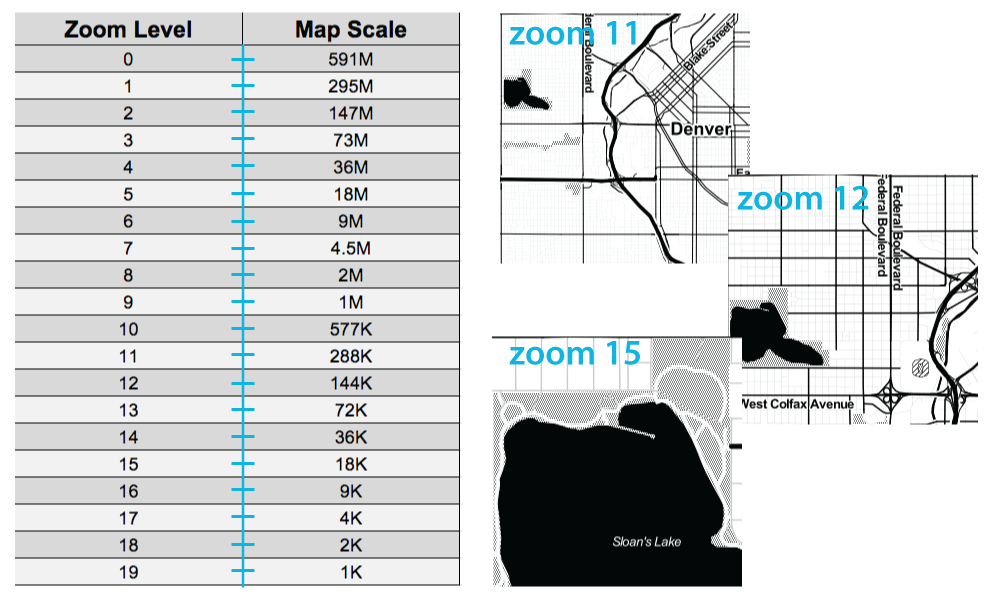 Zoom Level Map Scale
0 591M
1 295M
2 147M
3 73M
4 36M
5 18M
6 9M
7 4.5M
8 2M
9 1M
10 577K
11 288K
12 144K
13 72K
14 36K
15 18K
16 9K
17 4K
18 2K
19 1K
zoom 11
eral Boulevard
Blake Street
Denver
zoom 12
Federal Boulevard
ederal Boulevard
West Colfax Avenue
zoom 15
Sloan's Lake